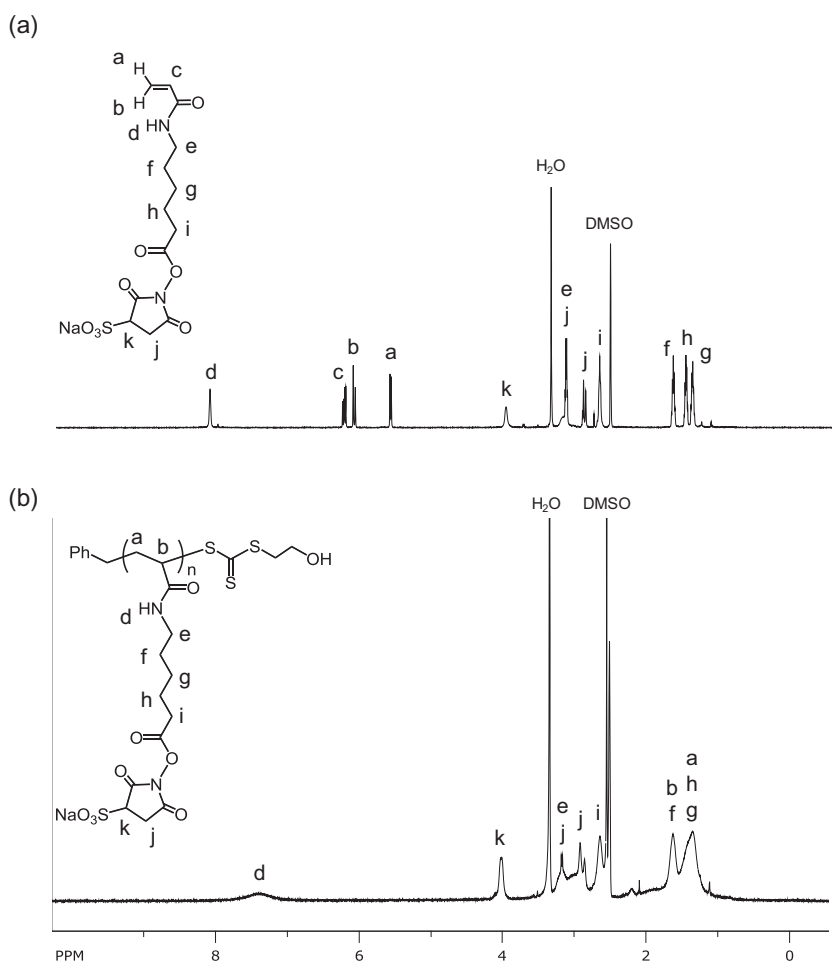 (a)
a
H
c
b
H
O
HN
d
e
f
g
h
i
O
O
O
N
O
NaO₃S
k
j
H₂O
DMSO
d
c
b
a
k
e
j
j
i
f
h
g
(b)
H₂O
DMSO
a
b
Ph
n
S
S
S
OH
O
HN
d
e
f
g
h
i
O
O
O
N
O
NaO₃S
k
j
d
k
e
j
j
i
b
f
a
h
g
PPM
8
6
4
2
0